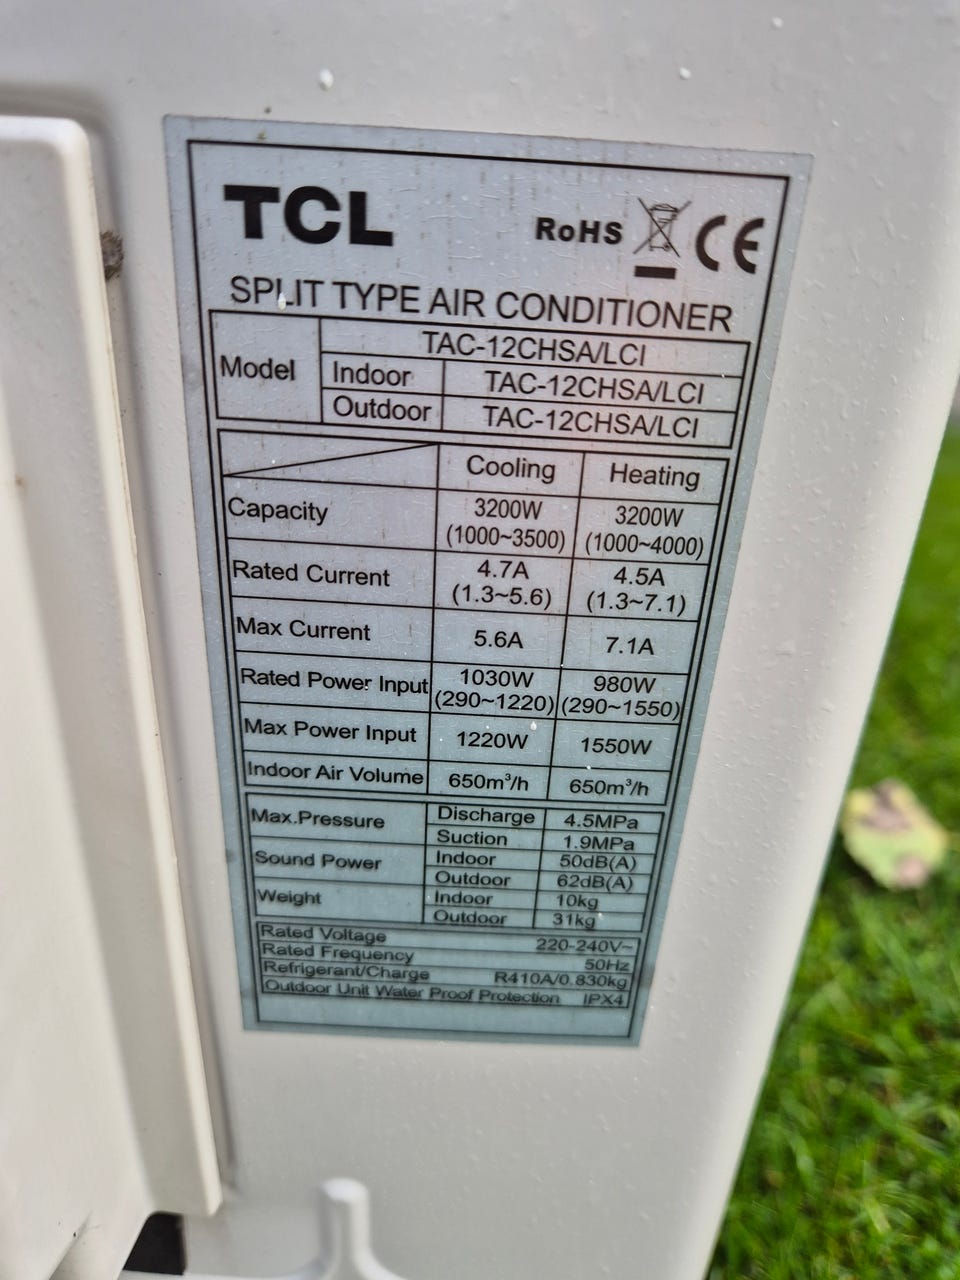 TCL RoHS CE
SPLIT TYPE AIR CONDITIONER
Model TAC-12CHSA/LCI
Indoor TAC-12CHSA/LCI
Outdoor TAC-12CHSA/LCI
Cooling Heating
Capacity 3200W (1000~3500) 3200W (1000~4000)
Rated Current 4.7A (1.3~5.6) 4.5A (1.3~7.1)
Max Current 5.6A 7.1A
Rated Power Input 1030W (290~1220) 980W (290~1550)
Max Power Input 1220W 1550W
Indoor Air Volume 650m³/h 650m³/h
Max.Pressure Discharge 4.5MPa
Suction 1.9MPa
Sound Power Indoor 50dB(A)
Outdoor 62dB(A)
Weight Indoor 10kg
Outdoor 31kg
Rated Voltage 220-240V~
Rated Frequency 50Hz
Refrigerant/Charge R410A/0.830kg
Outdoor Unit Water Proof Protection IPX4